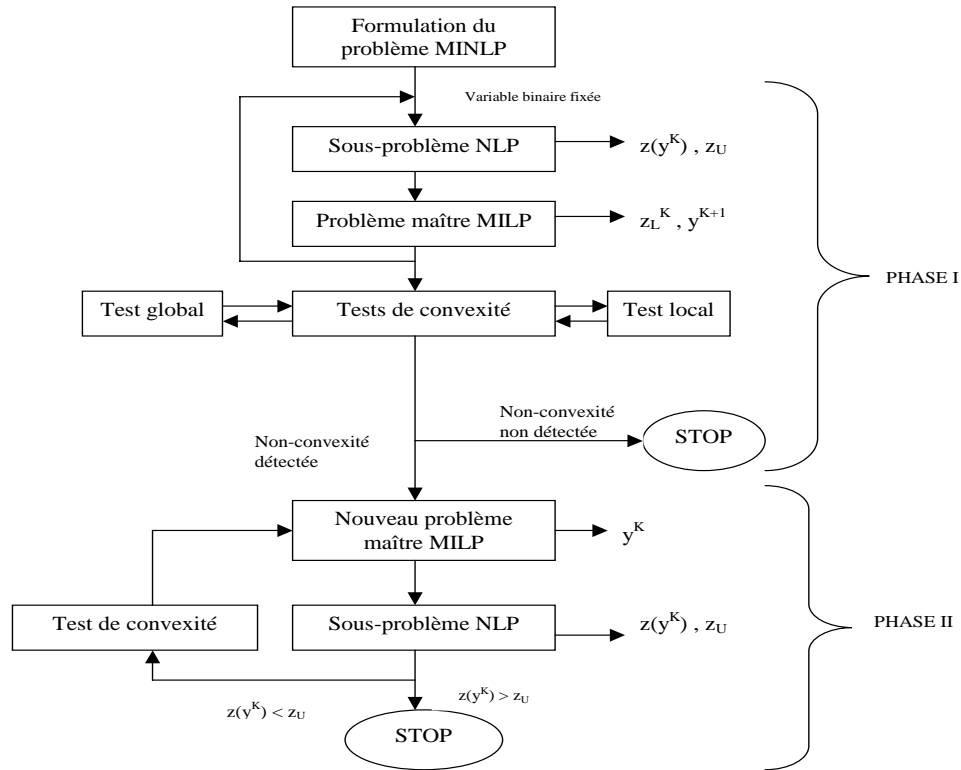 Formulation du
problème MINLP
Variable binaire fixée
Sous-problème NLP
z(y^K) , z_U
Problème maître MILP
z_L^K , y^{K+1}
PHASE I
Test global
Tests de convexité
Test local
Non-convexité
non détectée
STOP
Non-convexité
détectée
Nouveau problème
maître MILP
y^K
Test de convexité
Sous-problème NLP
z(y^K) , z_U
PHASE II
z(y^K) < z_U
z(y^K) > z_U
STOP